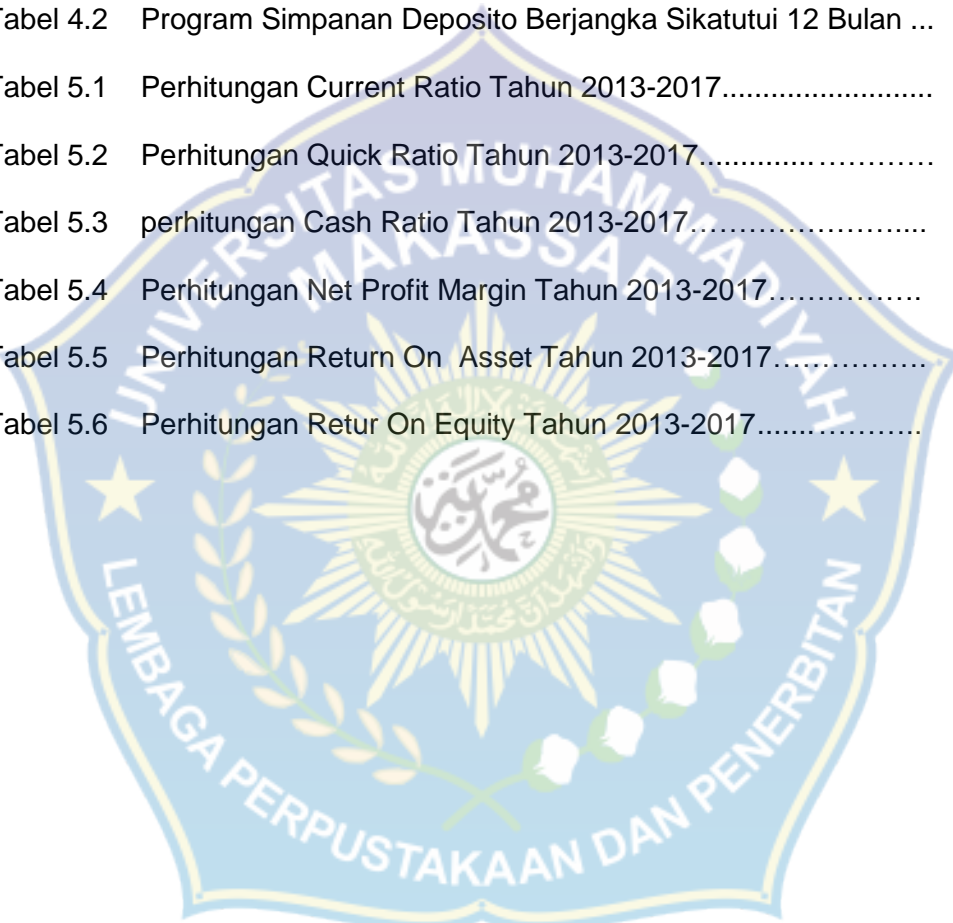 Tabel 4.2 Program Simpanan Deposito Berjangka Sikatutui 12 Bulan ...
Tabel 5.1 Perhitungan Current Ratio Tahun 2013-2017..........................
Tabel 5.2 Perhitungan Quick Ratio Tahun 2013-2017..............…………
Tabel 5.3 perhitungan Cash Ratio Tahun 2013-2017…………………....
Tabel 5.4 Perhitungan Net Profit Margin Tahun 2013-2017…………….
Tabel 5.5 Perhitungan Return On Asset Tahun 2013-2017…………….
Tabel 5.6 Perhitungan Retur On Equity Tahun 2013-2017.......………..
UNIVERSITAS MUHAMMADIYAH
MAKASSAR
محمدية
LEMBAGA PERPUSTAKAAN DAN PENERBITAN